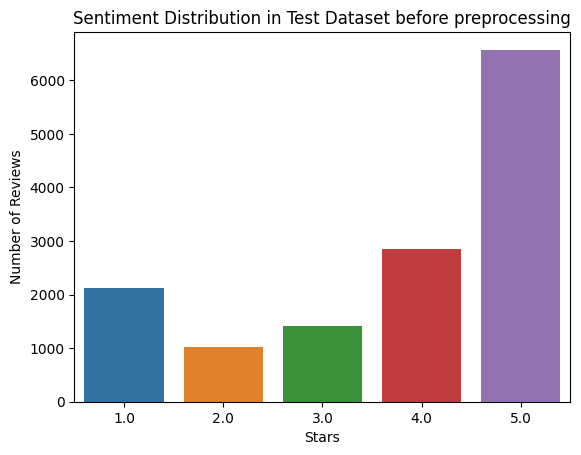 Sentiment Distribution in Test Dataset before preprocessing
Number of Reviews
6000
5000
4000
3000
2000
1000
0
1.0 2.0 3.0 4.0 5.0
Stars